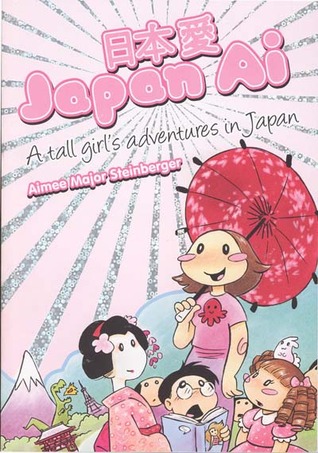 日本愛
Japan Ai
A tall girl's adventures in Japan
Aimee Major Steinberger